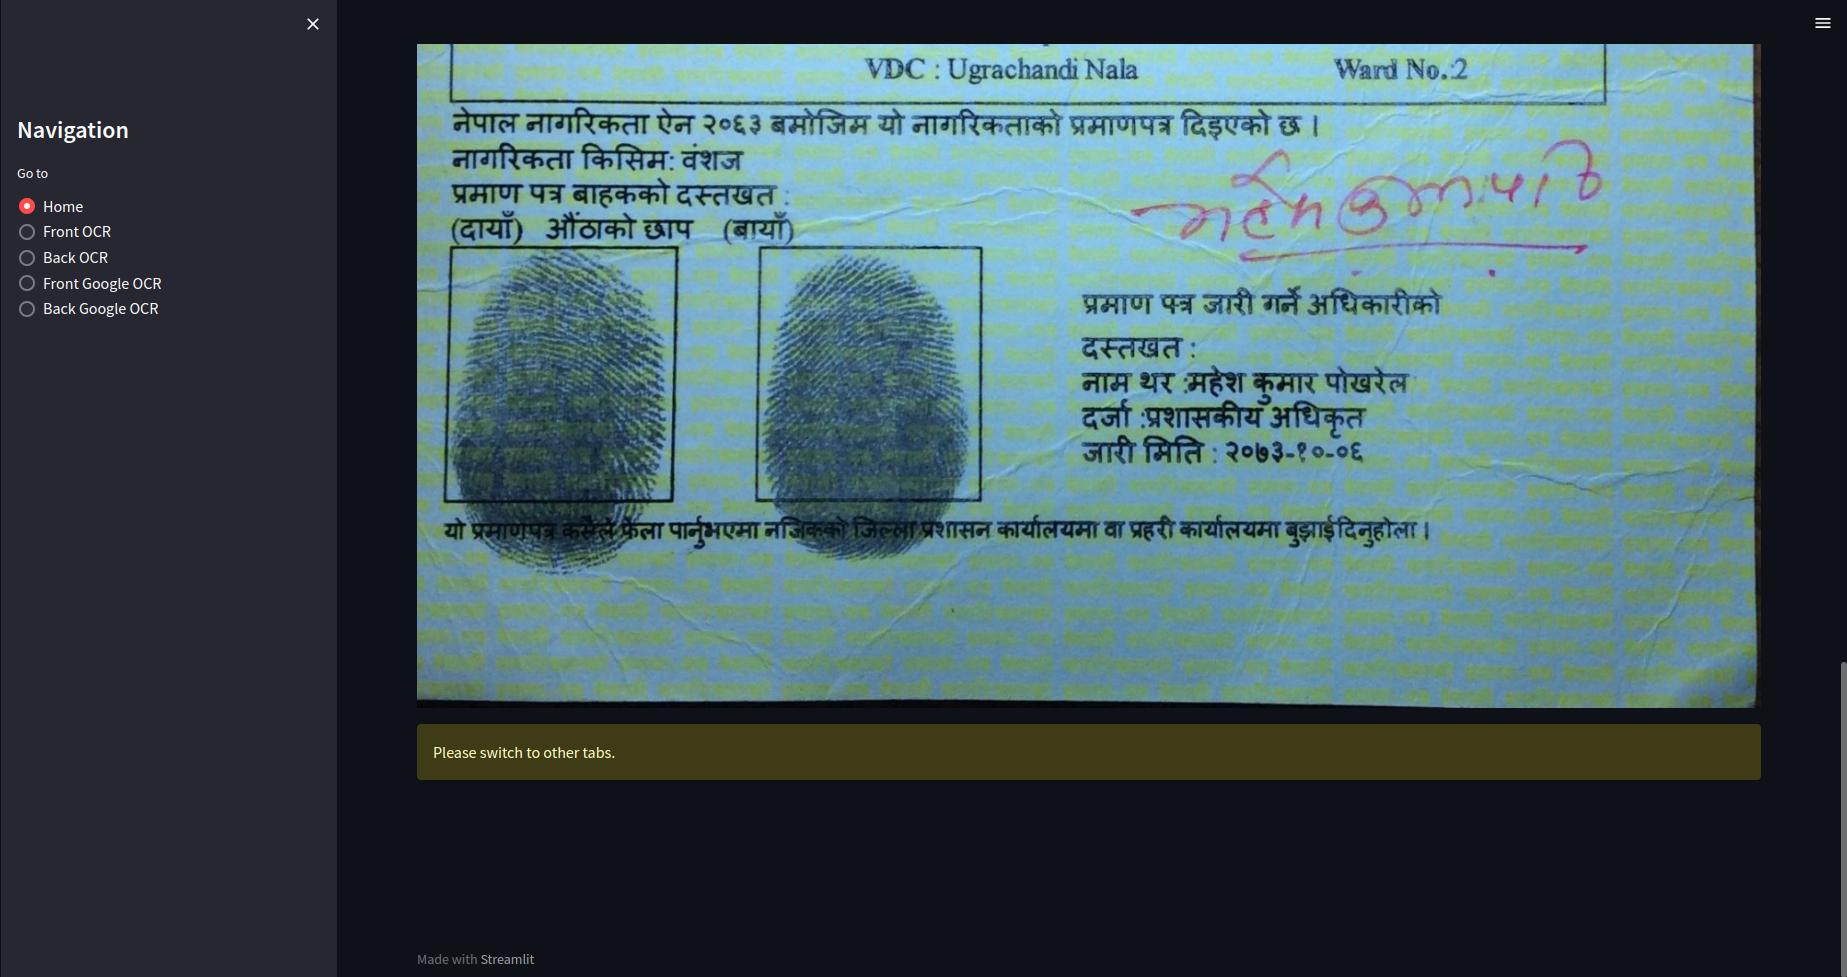 Navigation
Go to
Home
Front OCR
Back OCR
Front Google OCR
Back Google OCR
VDC : Ugrachandi Nala Ward No.2
नेपाल नागरिकता ऐन २०६३ बमोजिम यो नागरिकताको प्रमाणपत्र दिइएको छ ।
नागरिकता किसिम: वंशज
प्रमाण पत्र बाहकको दस्तखत :
(दायाँ) औंठाको छाप (बायाँ)
प्रमाण पत्र जारी गर्ने अधिकारीको
दस्तखत :
नाम थर :महेश कुमार पोखरेल
दर्जा :प्रशासकीय अधिकृत
जारी मिति : २०७३-१०-०६
यो प्रमाणपत्र कसैले फेला पार्नुभएमा नजिकको जिल्ला प्रशासन कार्यालयमा वा प्रहरी कार्यालयमा बुझाईदिनुहोला ।
Please switch to other tabs.
Made with Streamlit